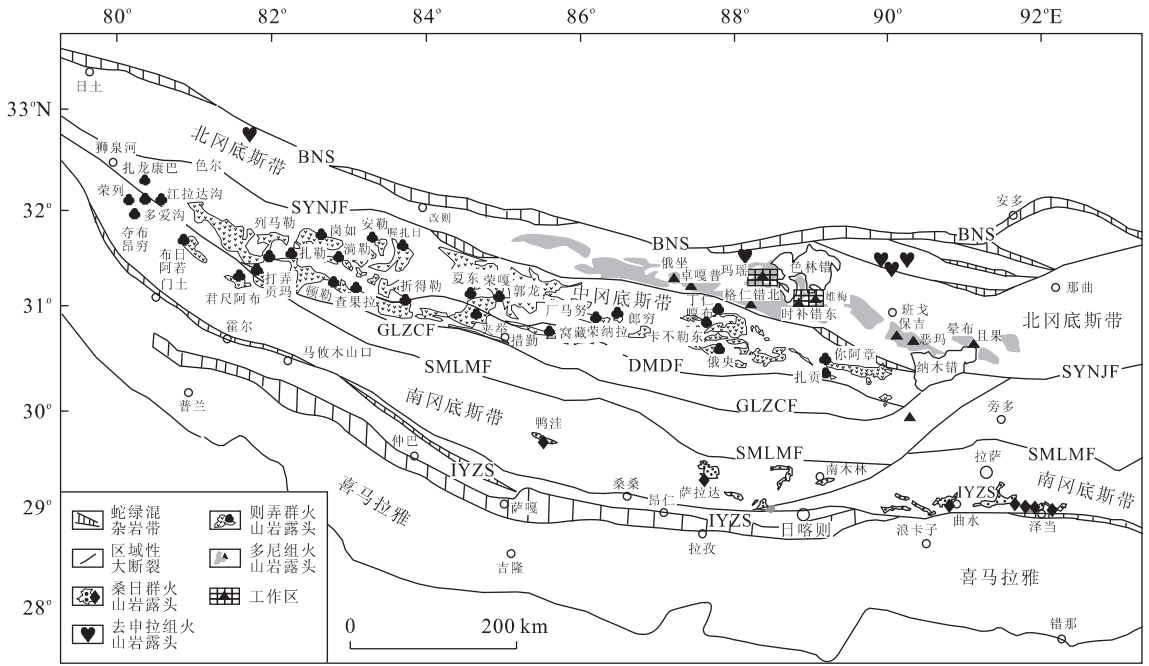 80° 82° 84° 86° 88° 90° 92°E
33°N
32°
31°
30°
29°
28°
日土
狮泉河
北冈底斯带
BNS
扎龙康巴
色尔
荣列
江拉达沟
多爱沟
SYNJF
改则
安多
夺布
昂穷
布日
阿若
列马勒
岗如
安勒
喔扎日
扎勒
淌勒
BNS
BNS
门土
打弄
贡玛
君尺阿布
顿勒
查果拉
折得勒
夏东
荣嘎
郭龙
中冈底斯带
俄坐
卓嘎普
玛瑶
色林错
那曲
格仁错北
时补错东
雄梅
班戈
保吉
恶玛
晕布
且果
北冈底斯带
霍尔
马攸木山口
GLZCF
措勤
窝藏
荣纳拉
厂马努
郎穷
丁仁
嘎布
卡不勒东
俄央
你阿章
扎贡
纳木错
SMLMF
DMDF
SYNJF
普兰
南冈底斯带
GLZCF
旁多
仲巴
鸭洼
SMLMF
SMLMF
喜马拉雅
IYZS
萨嘎
桑桑
昂仁
萨拉达
南木林
拉萨
南冈底斯带
IYZS
IYZS
日喀则
浪卡子
曲水
泽当
拉孜
吉隆
喜马拉雅
错那
蛇绿混
杂岩带
则弄群火
山岩露头
区域性
大断裂
多尼组火
山岩露头
桑日群火
山岩露头
工作区
去申拉组火
山岩露头
0 200 km